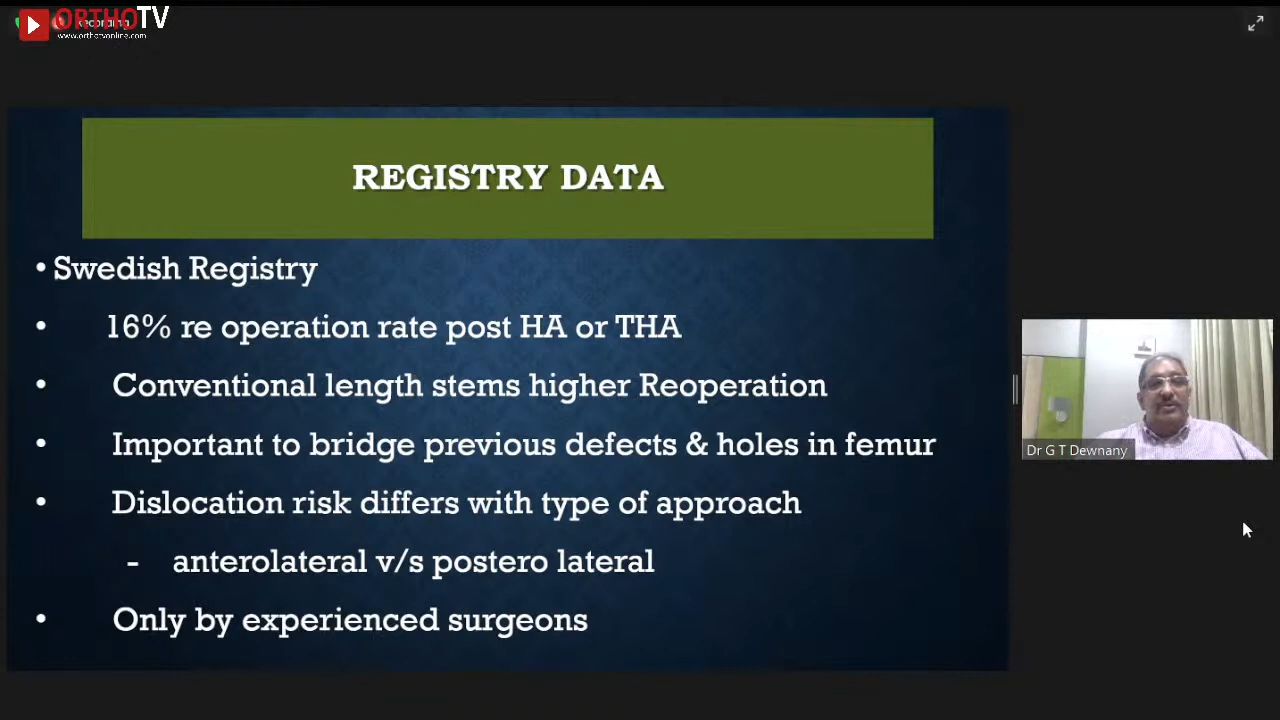 ORTHOTV
Recording
www.orthotvonline.com
REGISTRY DATA
• Swedish Registry
• 16% re operation rate post HA or THA
• Conventional length stems higher Reoperation
• Important to bridge previous defects & holes in femur
• Dislocation risk differs with type of approach
- anterolateral v/s postero lateral
• Only by experienced surgeons
Dr G T Dewnany